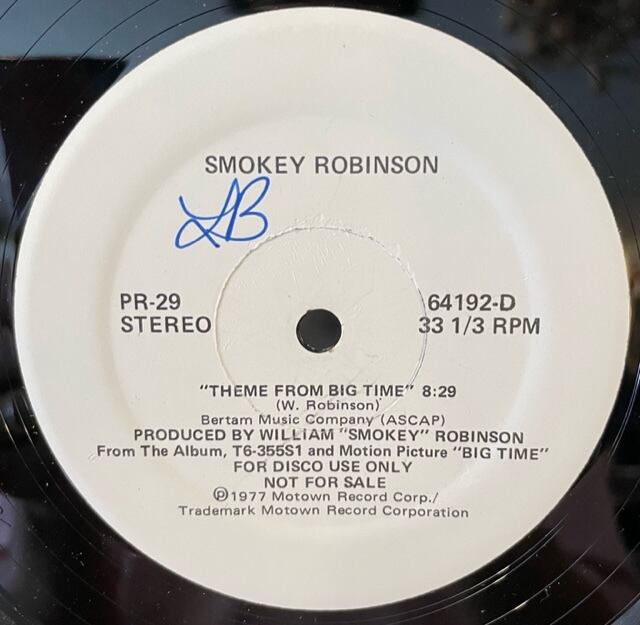 SMOKEY ROBINSON
LB
PR-29
STEREO
64192-D
33 1/3 RPM
"THEME FROM BIG TIME" 8:29
(W. Robinson)
Bertam Music Company (ASCAP)
PRODUCED BY WILLIAM "SMOKEY" ROBINSON
From The Album, T6-355S1 and Motion Picture "BIG TIME"
FOR DISCO USE ONLY
NOT FOR SALE
℗1977 Motown Record Corp./
Trademark Motown Record Corporation